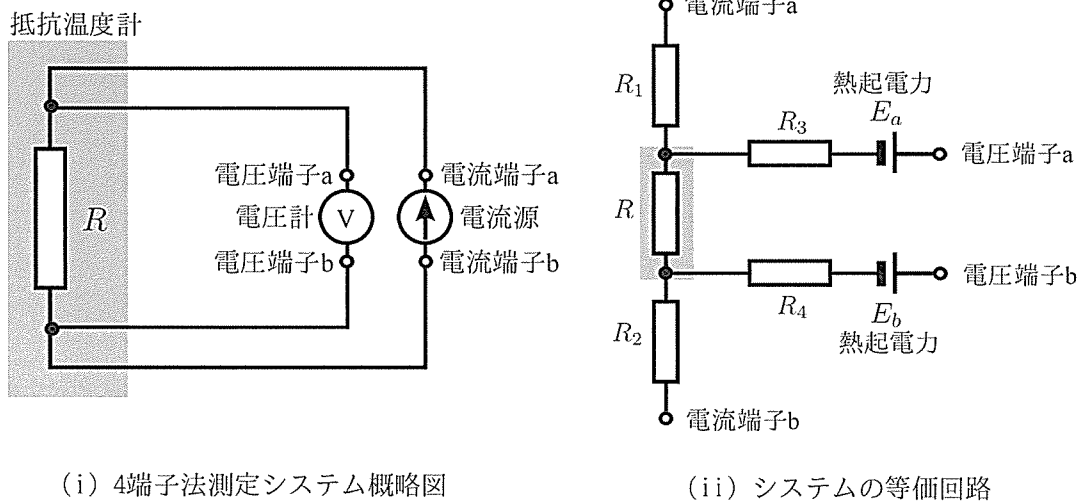 抵抗温度計
R
電圧端子a
電流端子a
電圧計
V
電流源
電圧端子b
電流端子b
(i) 4端子法測定システム概略図
電流端子a
R1
熱起電力
Ea
R3
電圧端子a
R
電圧端子b
R4
Eb
熱起電力
R2
電流端子b
(ii) システムの等価回路